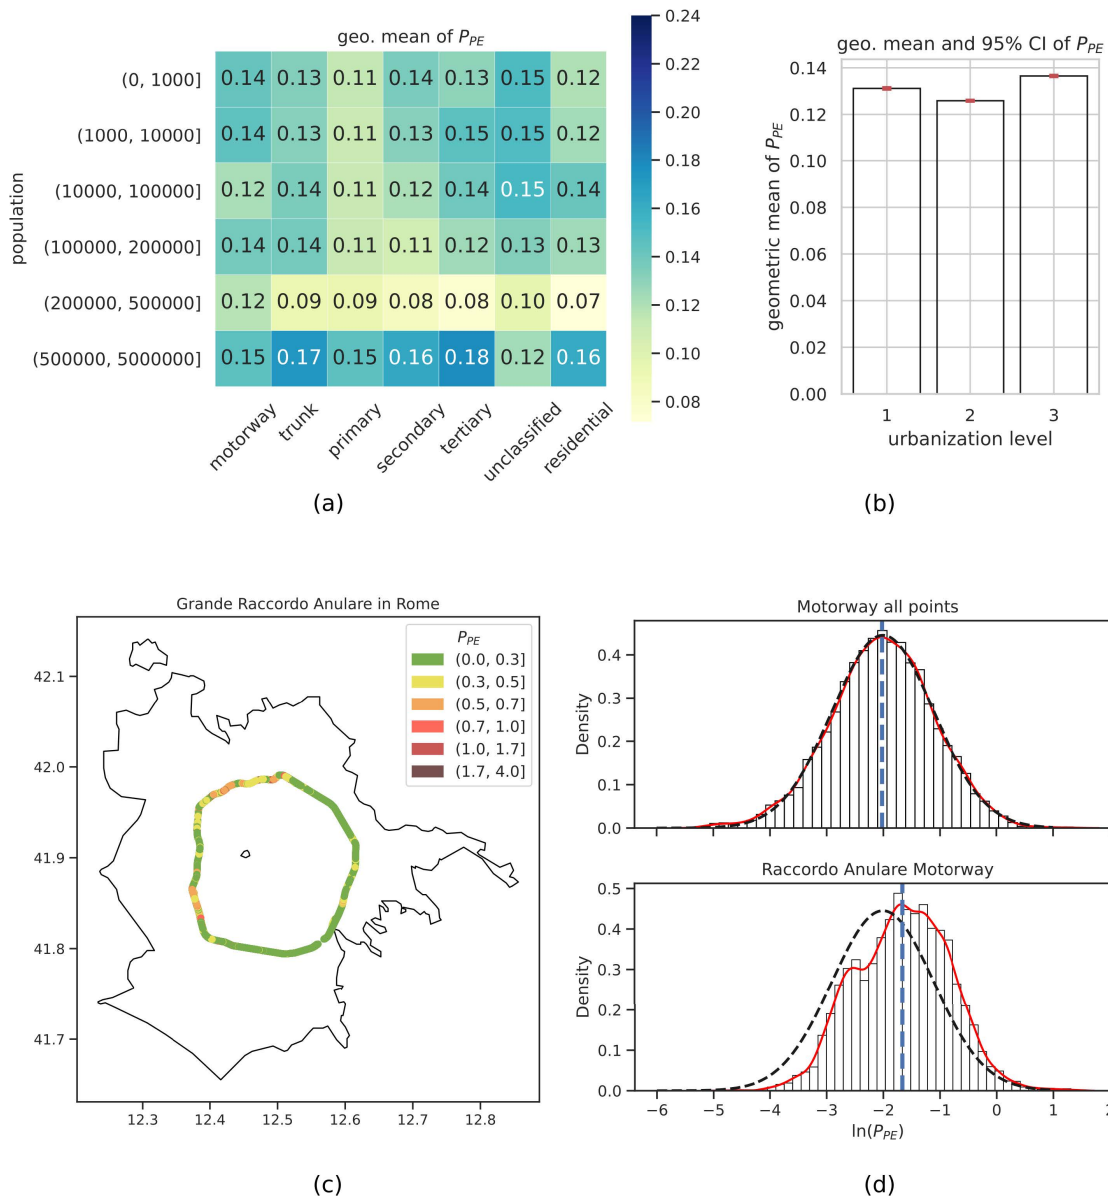 geo. mean of P_PE
population
(0, 1000] 0.14 0.13 0.11 0.14 0.13 0.15 0.12
(1000, 10000] 0.14 0.13 0.11 0.13 0.15 0.15 0.12
(10000, 100000] 0.12 0.14 0.11 0.12 0.14 0.15 0.14
(100000, 200000] 0.14 0.14 0.11 0.11 0.12 0.13 0.13
(200000, 500000] 0.12 0.09 0.09 0.08 0.08 0.10 0.07
(500000, 5000000] 0.15 0.17 0.15 0.16 0.18 0.12 0.16
motorway trunk primary secondary tertiary unclassified residential
0.24
0.22
0.20
0.18
0.16
0.14
0.12
0.10
0.08
(a)
geo. mean and 95% CI of P_PE
geometric mean of P_PE
0.14
0.12
0.10
0.08
0.06
0.04
0.02
0.00
1 2 3
urbanization level
(b)
Grande Raccordo Anulare in Rome
P_PE
(0.0, 0.3]
(0.3, 0.5]
(0.5, 0.7]
(0.7, 1.0]
(1.0, 1.7]
(1.7, 4.0]
42.1
42.0
41.9
41.8
41.7
12.3 12.4 12.5 12.6 12.7 12.8
(c)
Motorway all points
Density
0.4
0.3
0.2
0.1
0.0
Raccordo Anulare Motorway
Density
0.5
0.4
0.3
0.2
0.1
0.0
−6 −5 −4 −3 −2 −1 0 1 2
ln(P_PE)
(d)